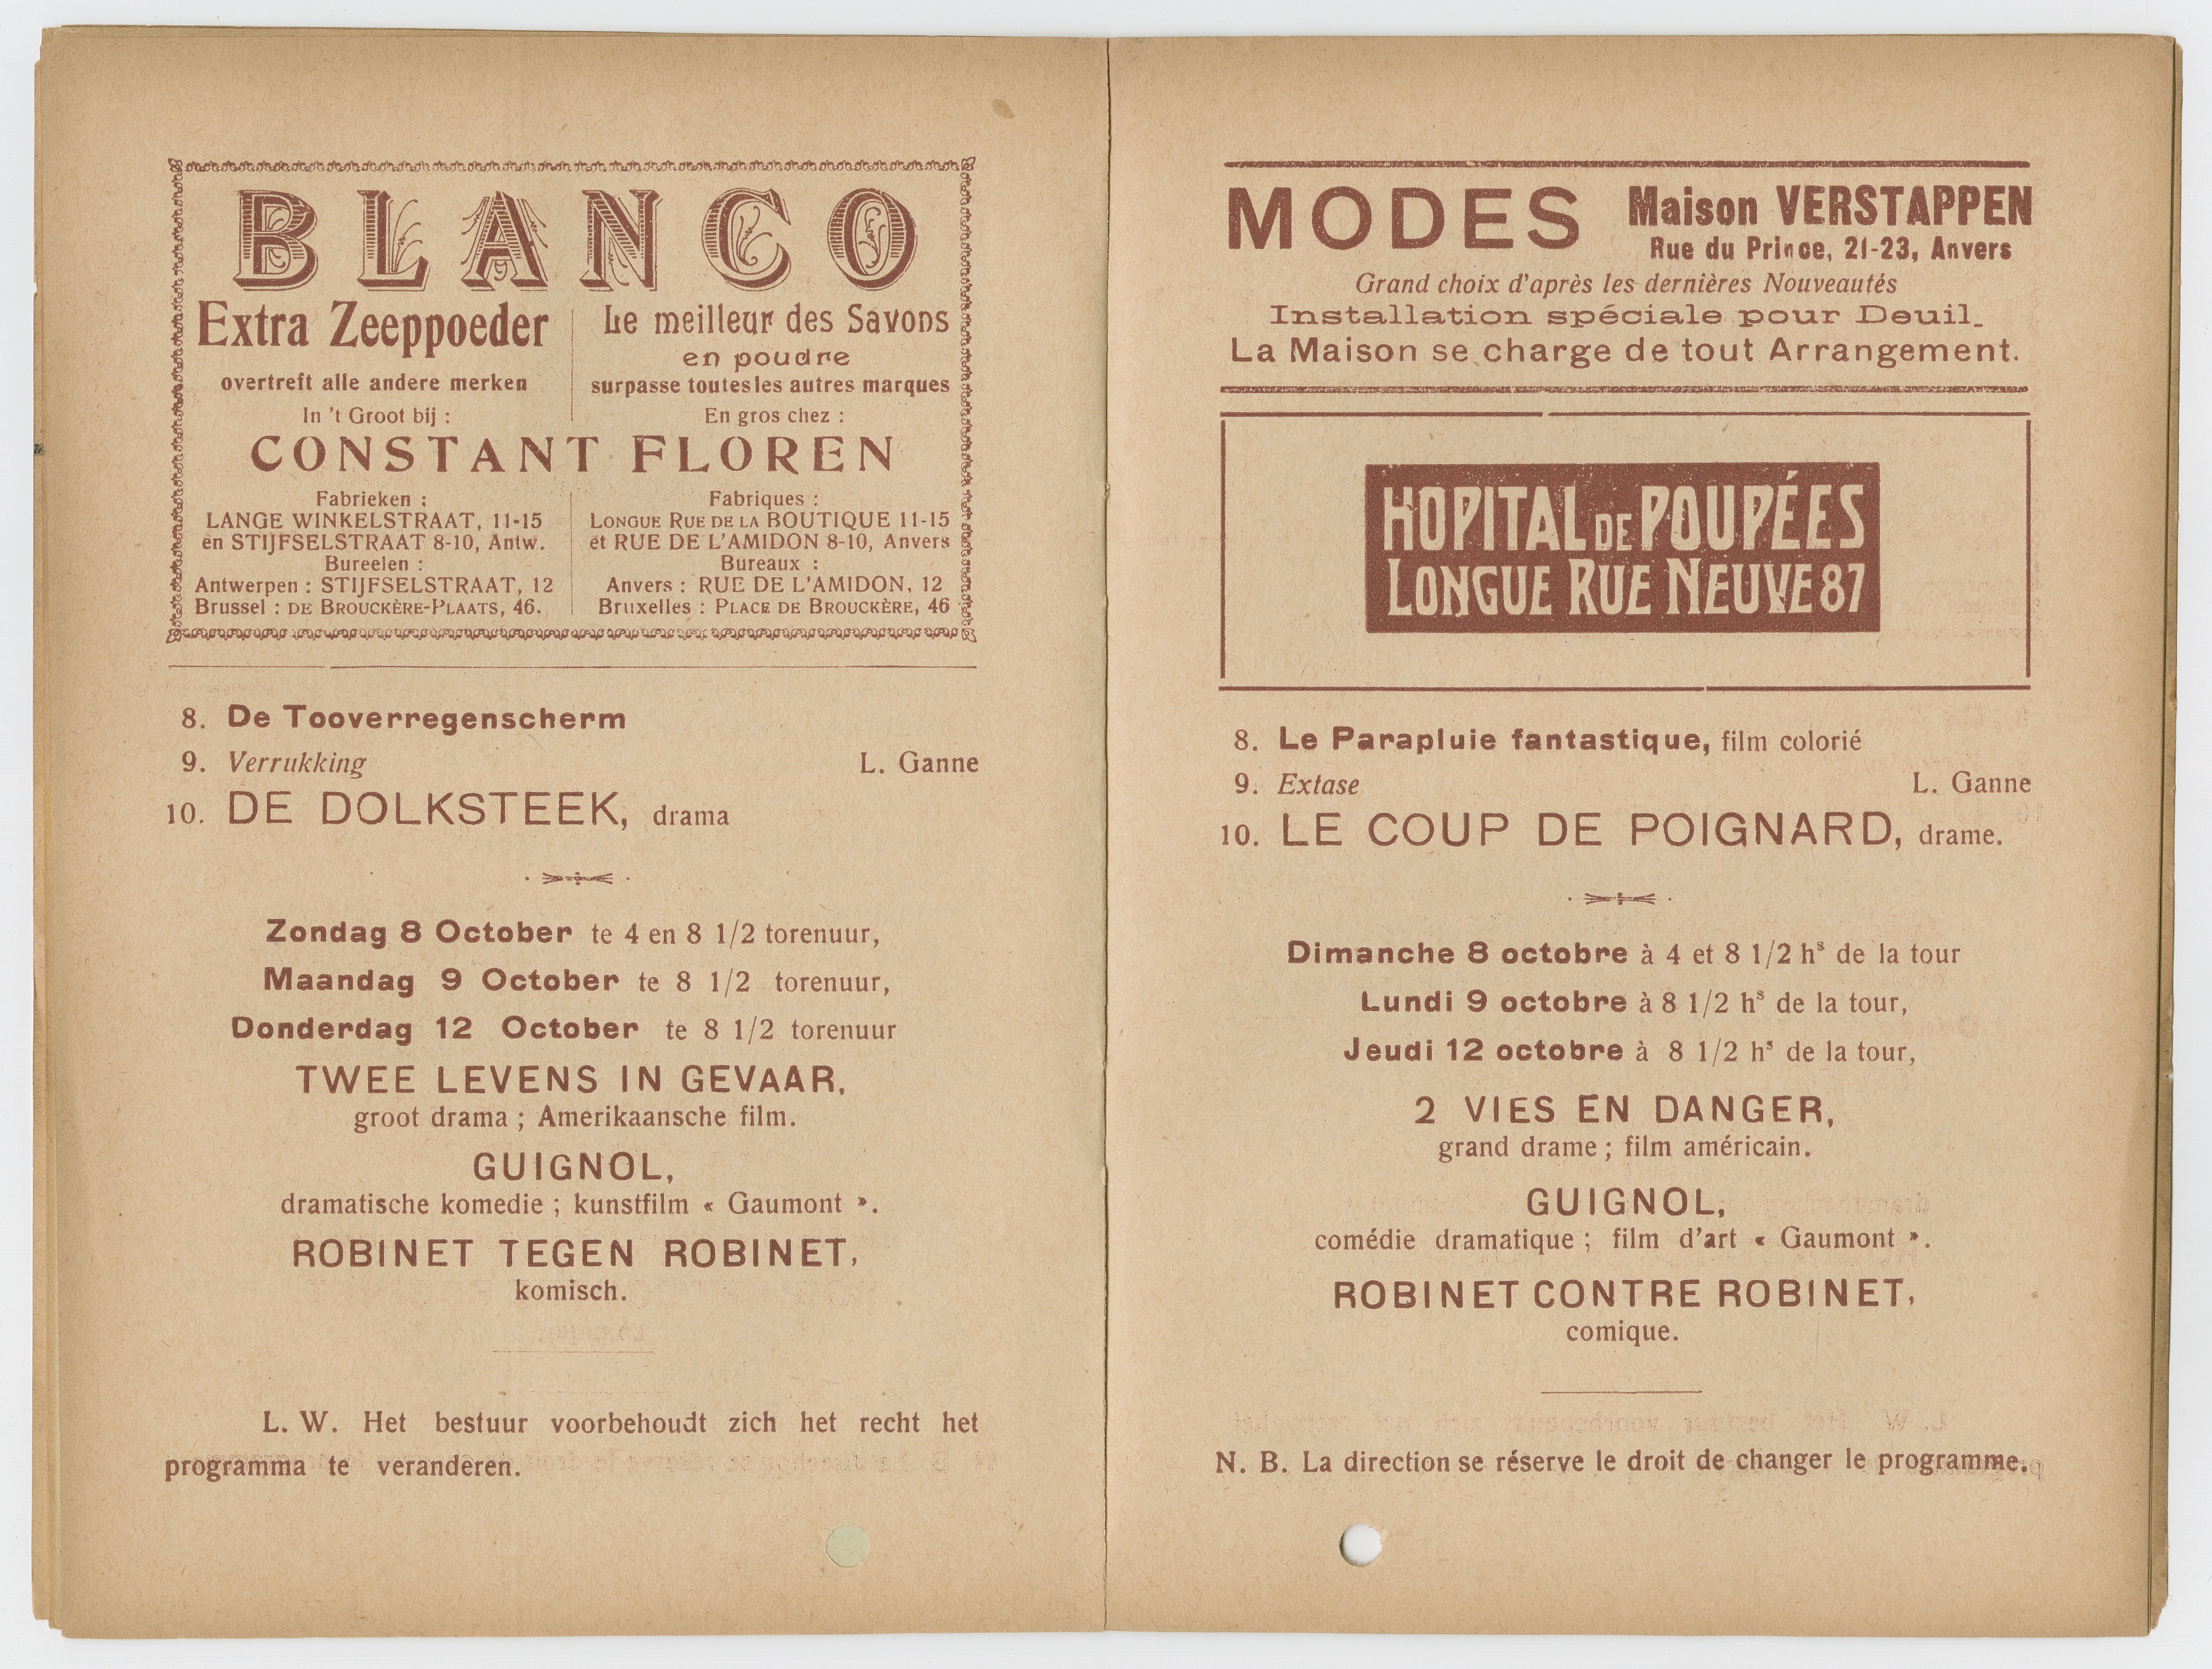 BLANCO
Extra Zeeppoeder
overtreft alle andere merken
In 't Groot bij :
Le meilleur des Savons
en poudre
surpasse toutes les autres marques
En gros chez :
CONSTANT FLOREN
Fabrieken :
LANGE WINKELSTRAAT, 11-15
en STIJFSELSTRAAT 8-10, Antw.
Bureelen :
Antwerpen : STIJFSELSTRAAT, 12
Brussel : DE BROUCKÈRE-PLAATS, 46.
Fabriques :
LONGUE RUE DE LA BOUTIQUE 11-15
et RUE DE L'AMIDON 8-10, Anvers
Bureaux :
Anvers : RUE DE L'AMIDON, 12
Bruxelles : PLACE DE BROUCKÈRE, 46
8. De Tooverregenscherm
9. Verrukking L. Ganne
10. DE DOLKSTEEK, drama
Zondag 8 October te 4 en 8 1/2 torenuur,
Maandag 9 October te 8 1/2 torenuur,
Donderdag 12 October te 8 1/2 torenuur
TWEE LEVENS IN GEVAAR,
groot drama ; Amerikaansche film.
GUIGNOL,
dramatische komedie ; kunstfilm « Gaumont ».
ROBINET TEGEN ROBINET,
komisch.
L. W. Het bestuur voorbehoudt zich het recht het
programma te veranderen.
MODES Maison VERSTAPPEN
Rue du Prince, 21-23, Anvers
Grand choix d'après les dernières Nouveautés
Installation spéciale pour Deuil.
La Maison se charge de tout Arrangement.
HOPITAL DE POUPÉES
LONGUE RUE NEUVE 87
8. Le Parapluie fantastique, film colorié
9. Extase L. Ganne
10. LE COUP DE POIGNARD, drame.
Dimanche 8 octobre à 4 et 8 1/2 hs de la tour
Lundi 9 octobre à 8 1/2 hs de la tour,
Jeudi 12 octobre à 8 1/2 hs de la tour,
2 VIES EN DANGER,
grand drame ; film américain.
GUIGNOL,
comédie dramatique ; film d'art « Gaumont ».
ROBINET CONTRE ROBINET,
comique.
N. B. La direction se réserve le droit de changer le programme.